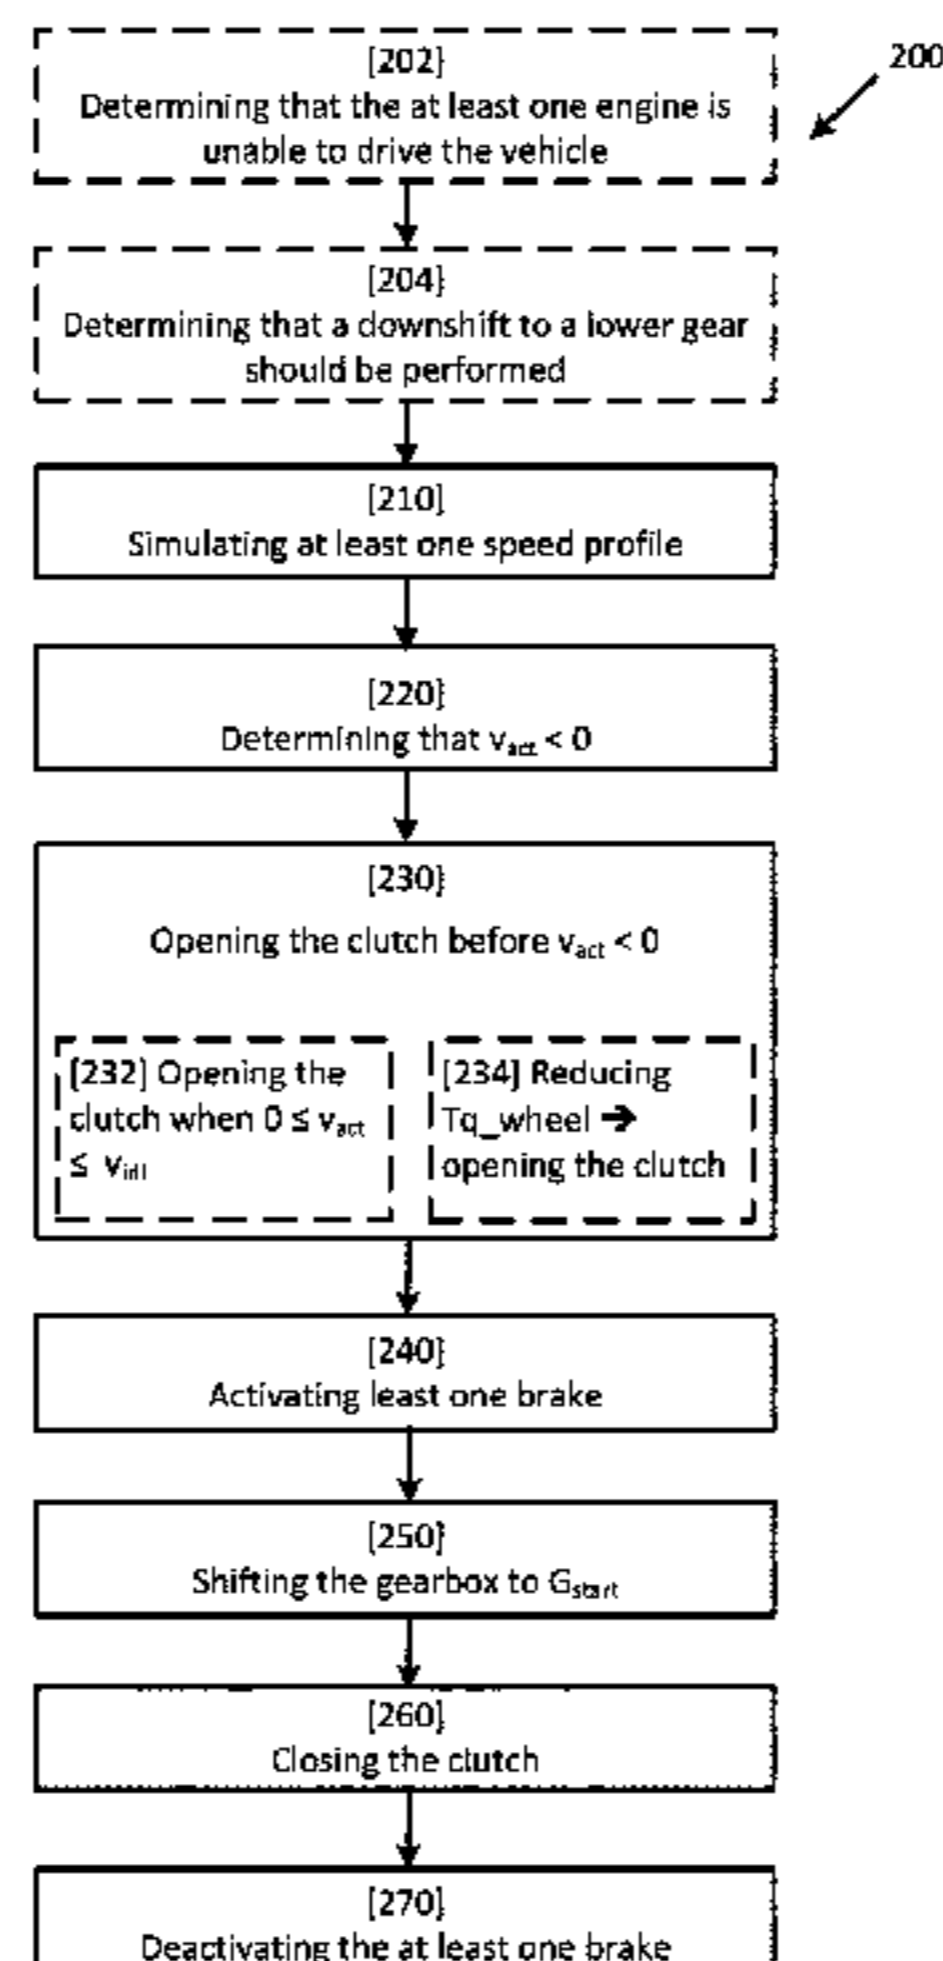 200
[202]
Determining that the at least one engine is
unable to drive the vehicle
[204]
Determining that a downshift to a lower gear
should be performed
[210]
Simulating at least one speed profile
[220]
Determining that vact < 0
[230]
Opening the clutch before vact < 0
[232] Opening the
clutch when 0 ≤ vact
≤ vidl
[234] Reducing
Tq_wheel ➔
opening the clutch
[240]
Activating least one brake
[250]
Shifting the gearbox to Gstart
[260]
Closing the clutch
[270]
Deactivating the at least one brake